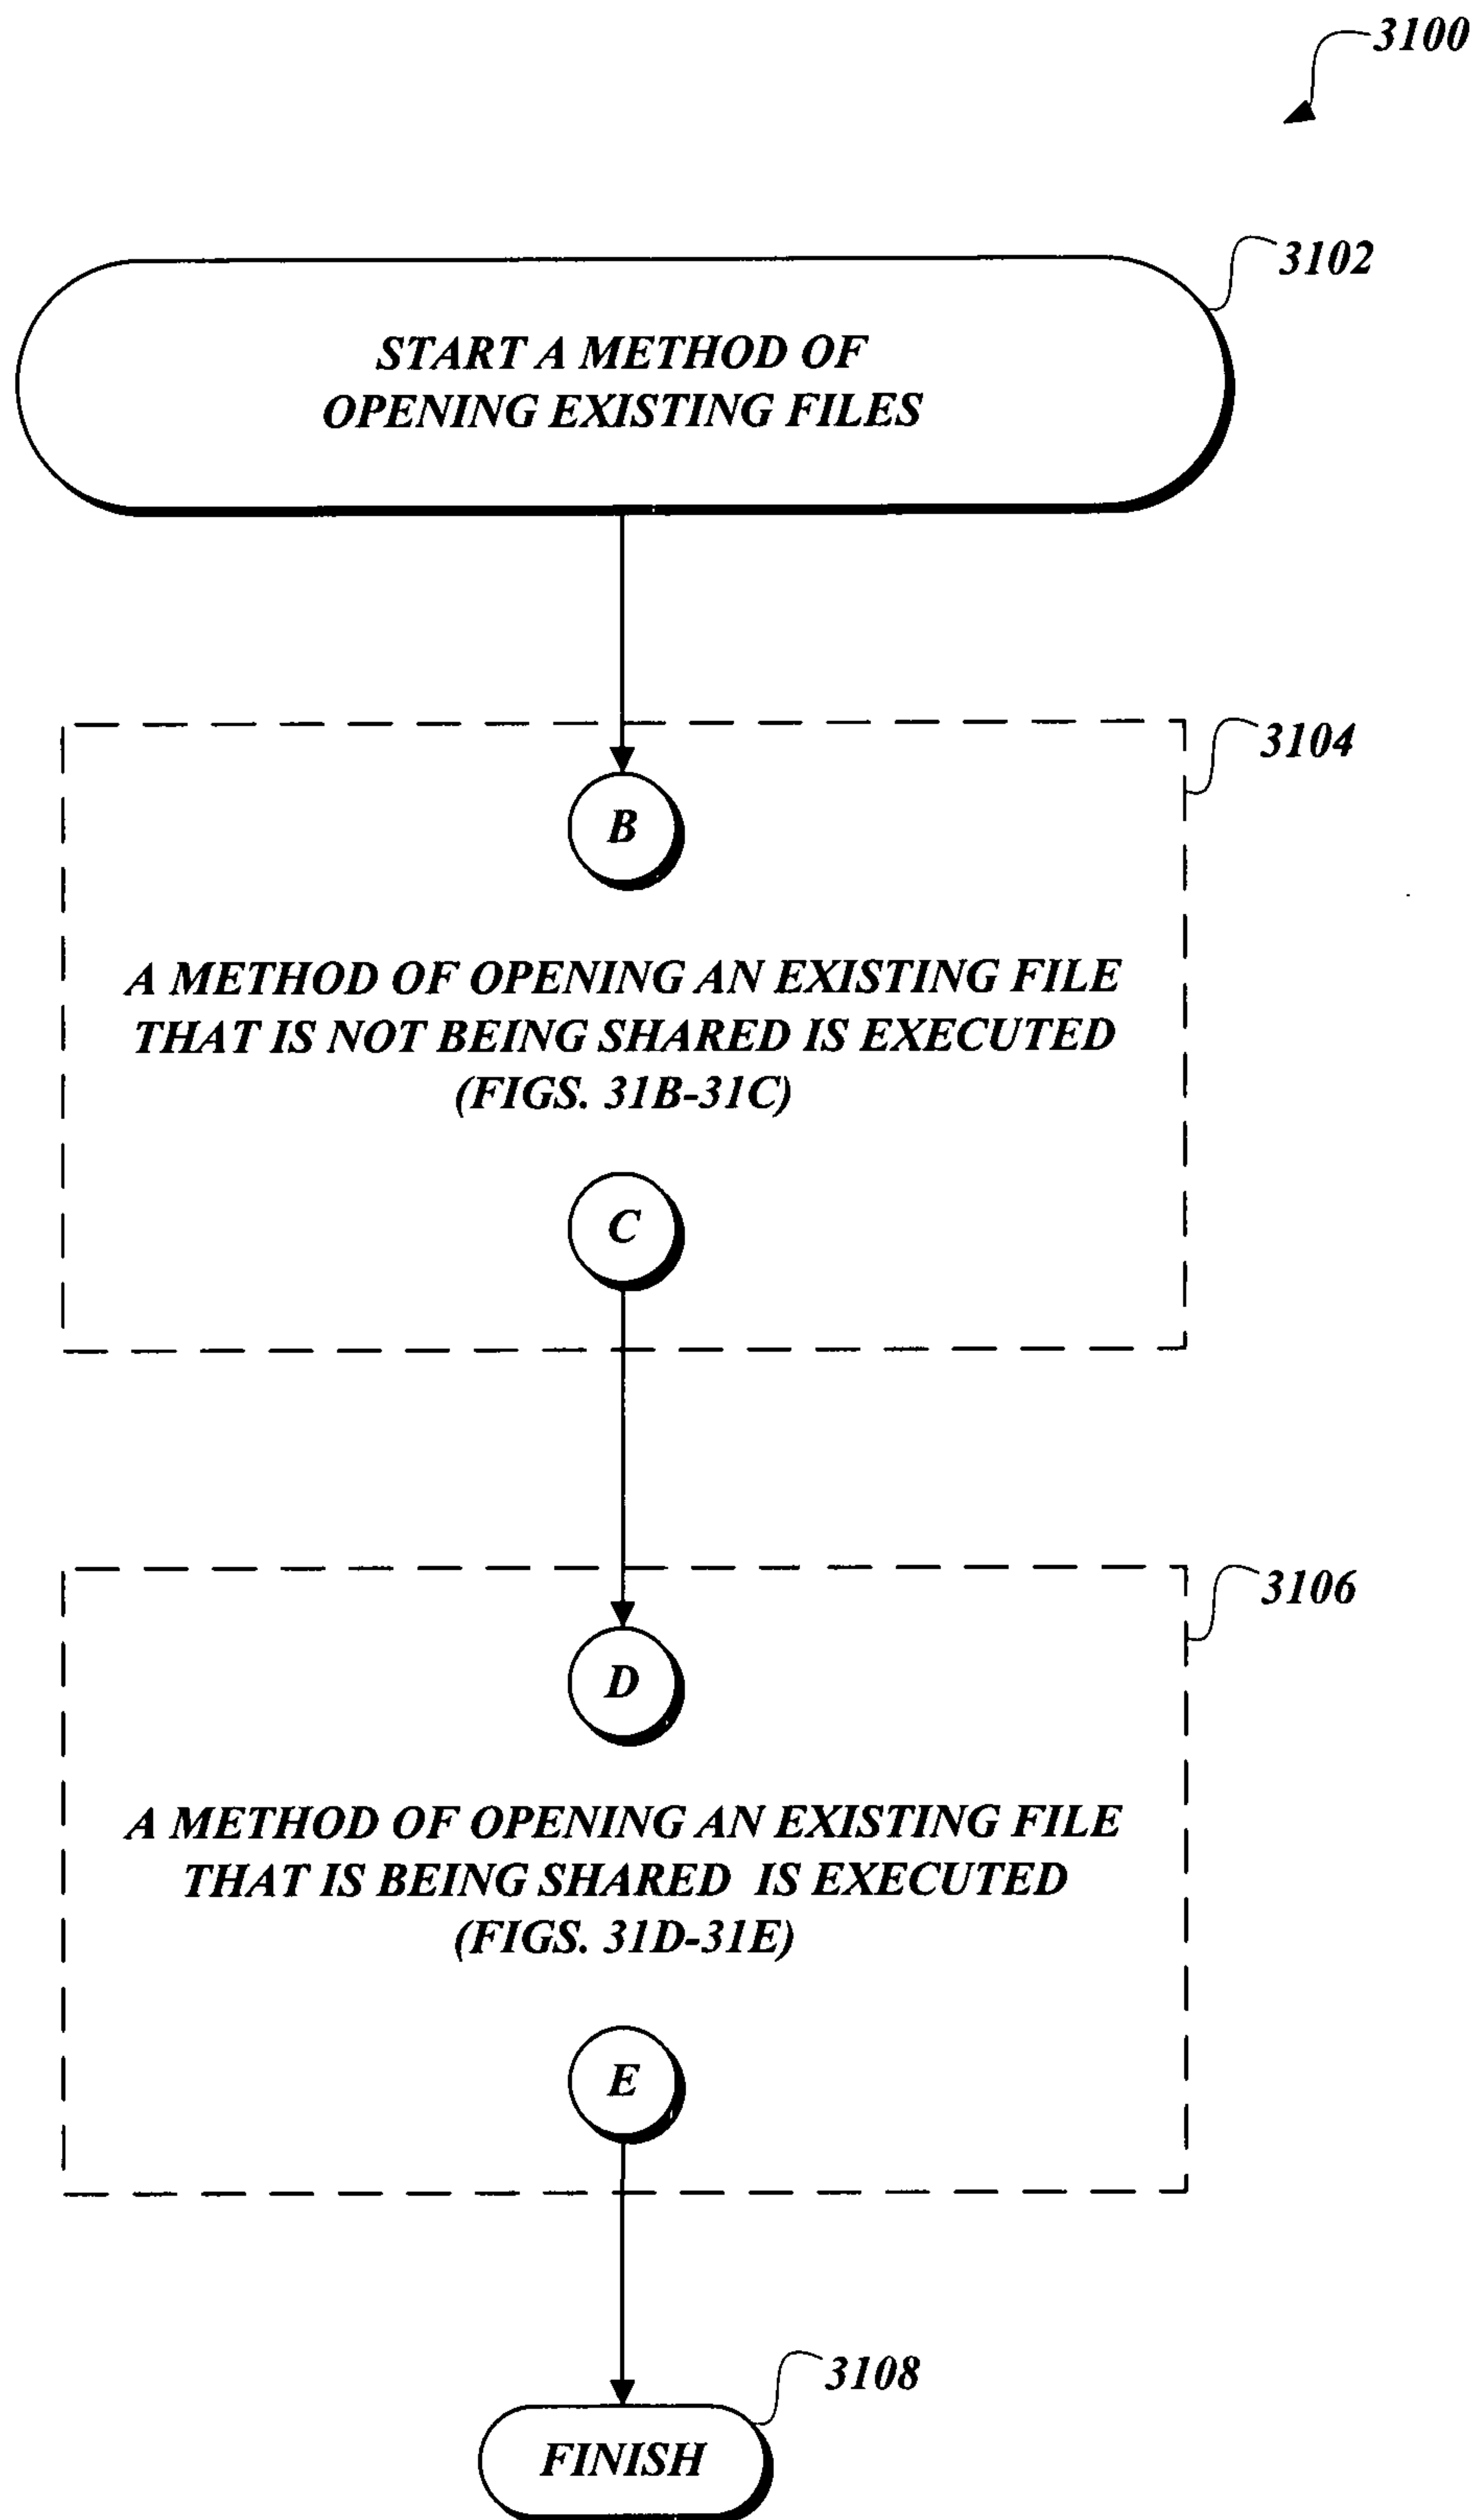 3100
3102
START A METHOD OF
OPENING EXISTING FILES
3104
B
A METHOD OF OPENING AN EXISTING FILE
THAT IS NOT BEING SHARED IS EXECUTED
(FIGS. 31B-31C)
C
3106
D
A METHOD OF OPENING AN EXISTING FILE
THAT IS BEING SHARED IS EXECUTED
(FIGS. 31D-31E)
E
3108
FINISH